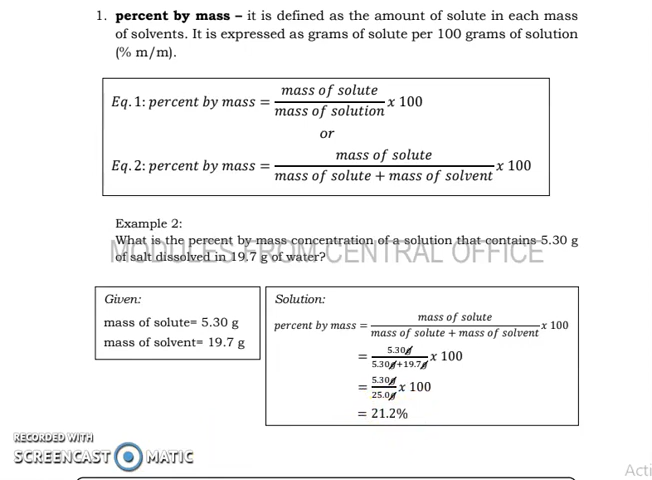 1. percent by mass – it is defined as the amount of solute in each mass
of solvents. It is expressed as grams of solute per 100 grams of solution
(% m/m).
Eq. 1: percent by mass = mass of solute / mass of solution x 100
or
Eq. 2: percent by mass = mass of solute / mass of solute + mass of solvent x 100
Example 2:
What is the percent by mass concentration of a solution that contains 5.30 g
of salt dissolved in 19.7 g of water?
MODULES FROM CENTRAL OFFICE
Given:
mass of solute= 5.30 g
mass of solvent= 19.7 g
Solution:
percent by mass = mass of solute / mass of solute + mass of solvent x 100
= 5.30g / 5.30g+19.7g x 100
= 5.30g / 25.0g x 100
= 21.2%
RECORDED WITH
SCREENCAST MATIC
Acti